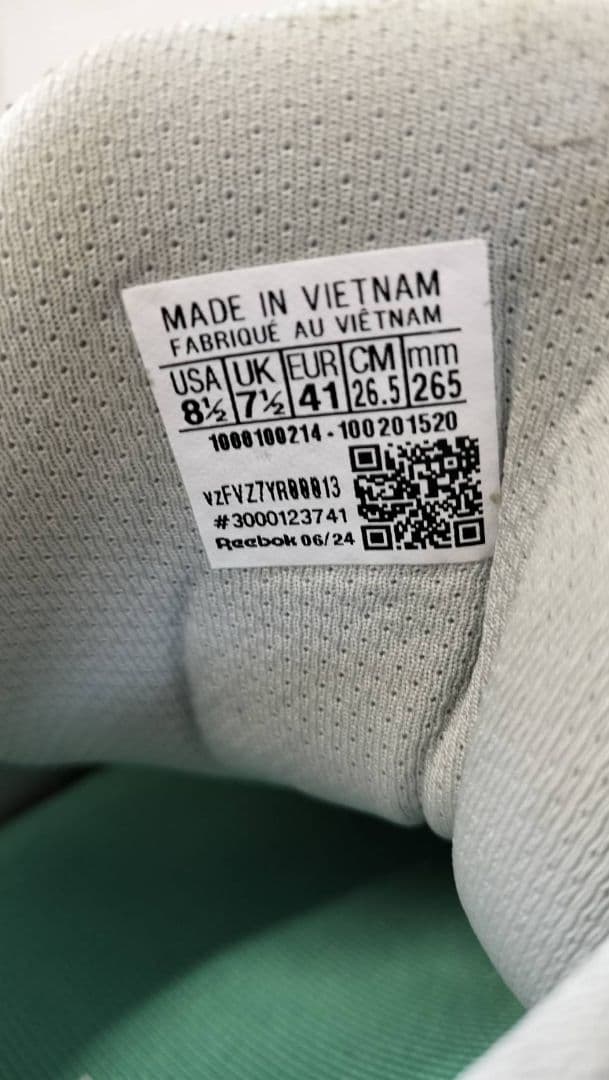 MADE IN VIETNAM
FABRIQUÉ AU VIÊTNAM
USA UK EUR CM mm
8½ 7½ 41 26.5 265
1000100214-100201520
vzFVZ7YR00013
#3000123741
Reebok 06/24